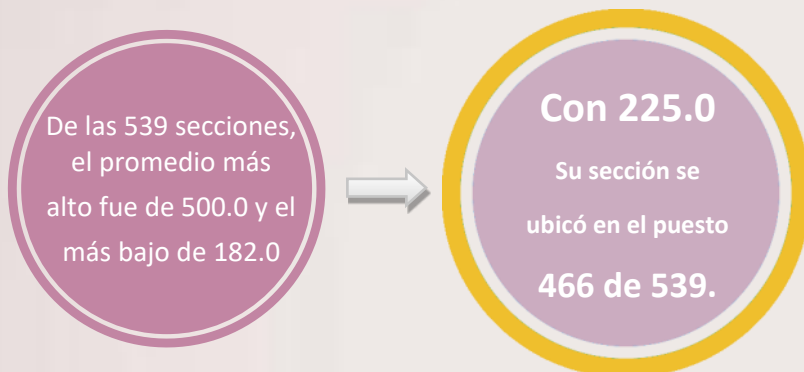 De las 539 secciones,
el promedio más
alto fue de 500.0 y el
más bajo de 182.0
Con 225.0
Su sección se
ubicó en el puesto
466 de 539.